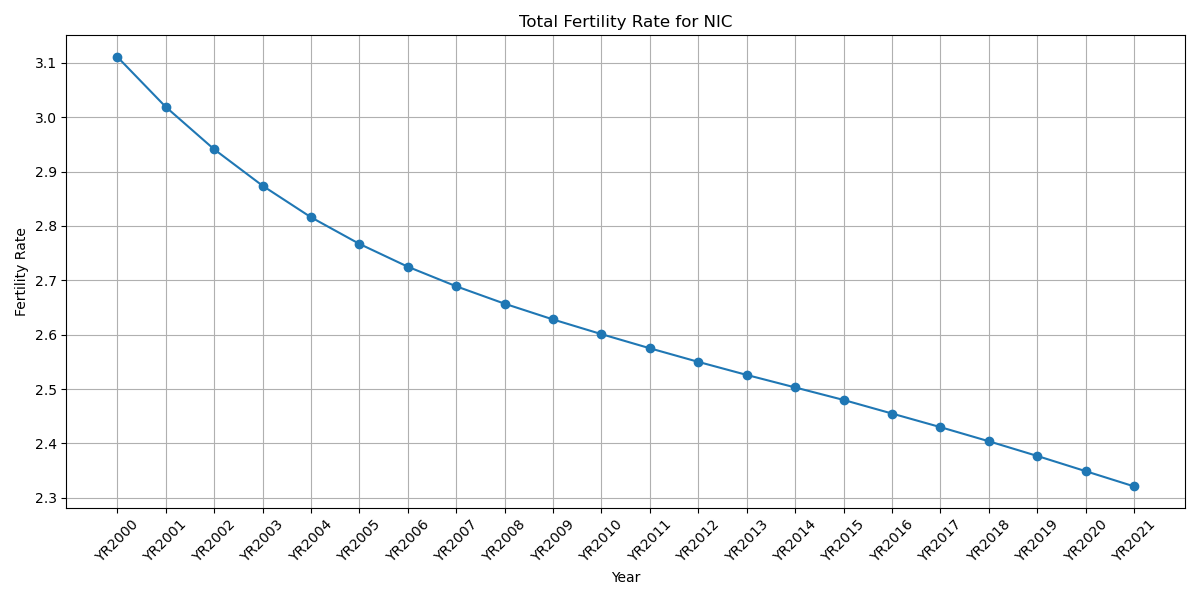 Total Fertility Rate for NIC
Fertility Rate
3.1
3.0
2.9
2.8
2.7
2.6
2.5
2.4
2.3
YR2000
YR2001
YR2002
YR2003
YR2004
YR2005
YR2006
YR2007
YR2008
YR2009
YR2010
YR2011
YR2012
YR2013
YR2014
YR2015
YR2016
YR2017
YR2018
YR2019
YR2020
YR2021
Year